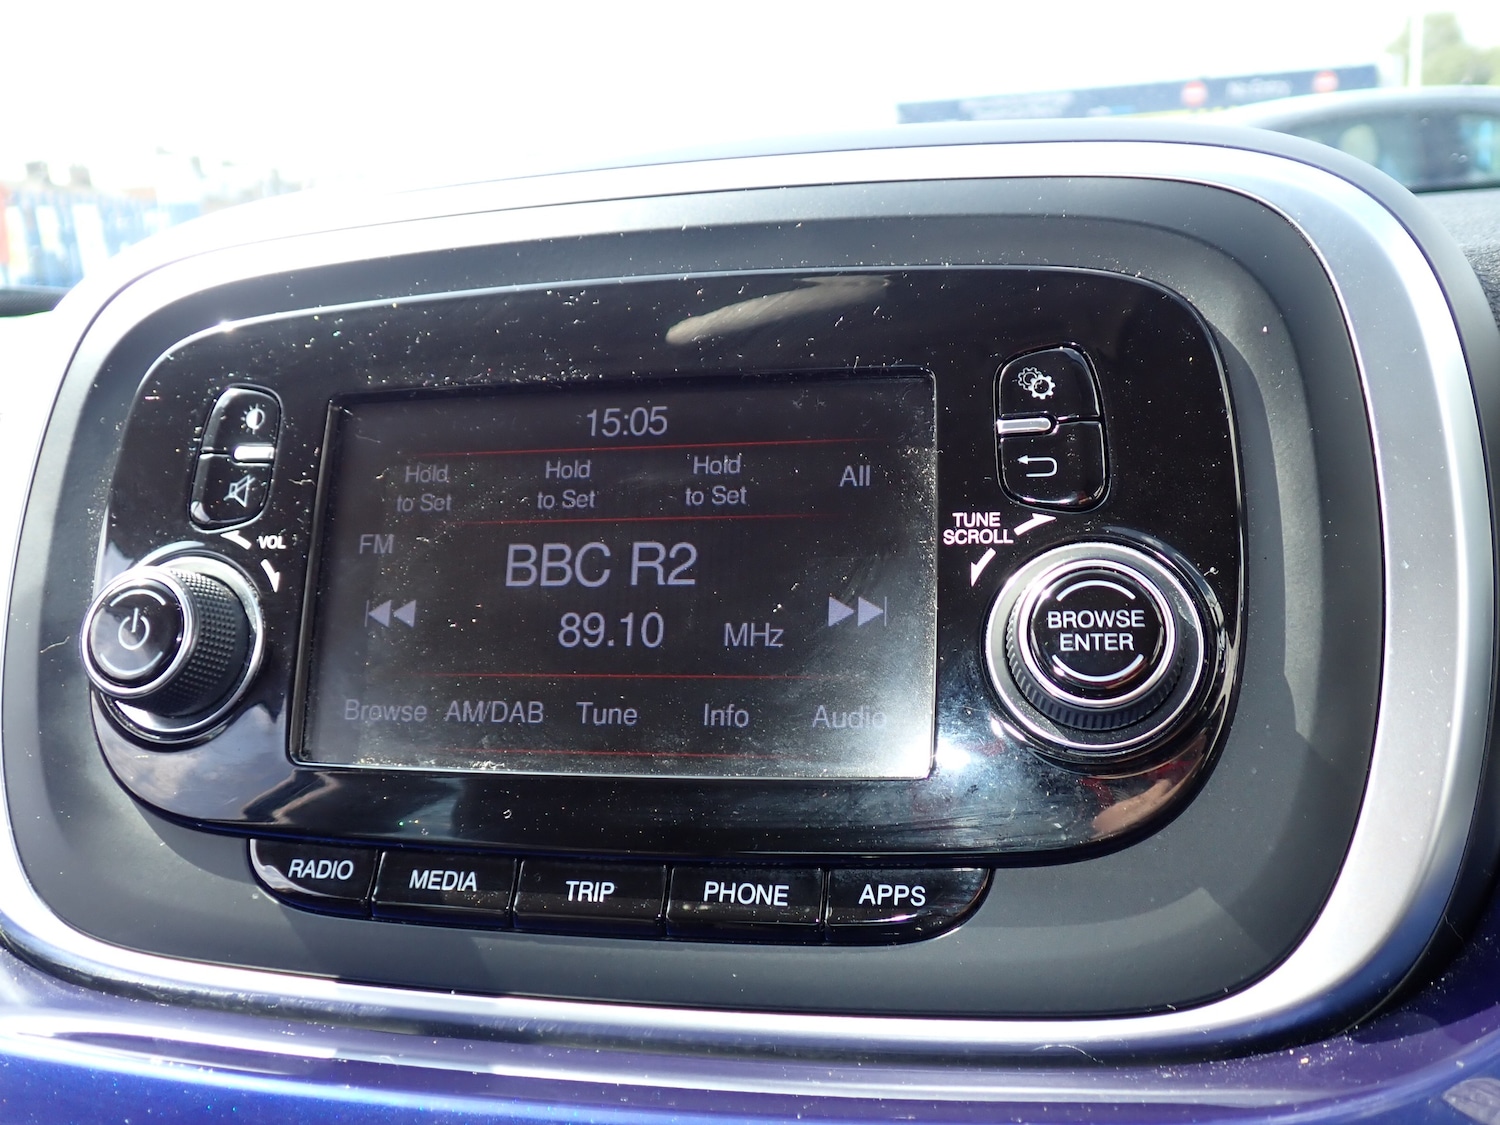 15:05
Hold
to Set
Hold
to Set
Hold
to Set
All
FM
BBC R2
89.10 MHz
Browse AM/DAB Tune Info Audio
VOL
TUNE
SCROLL
BROWSE
ENTER
RADIO MEDIA TRIP PHONE APPS